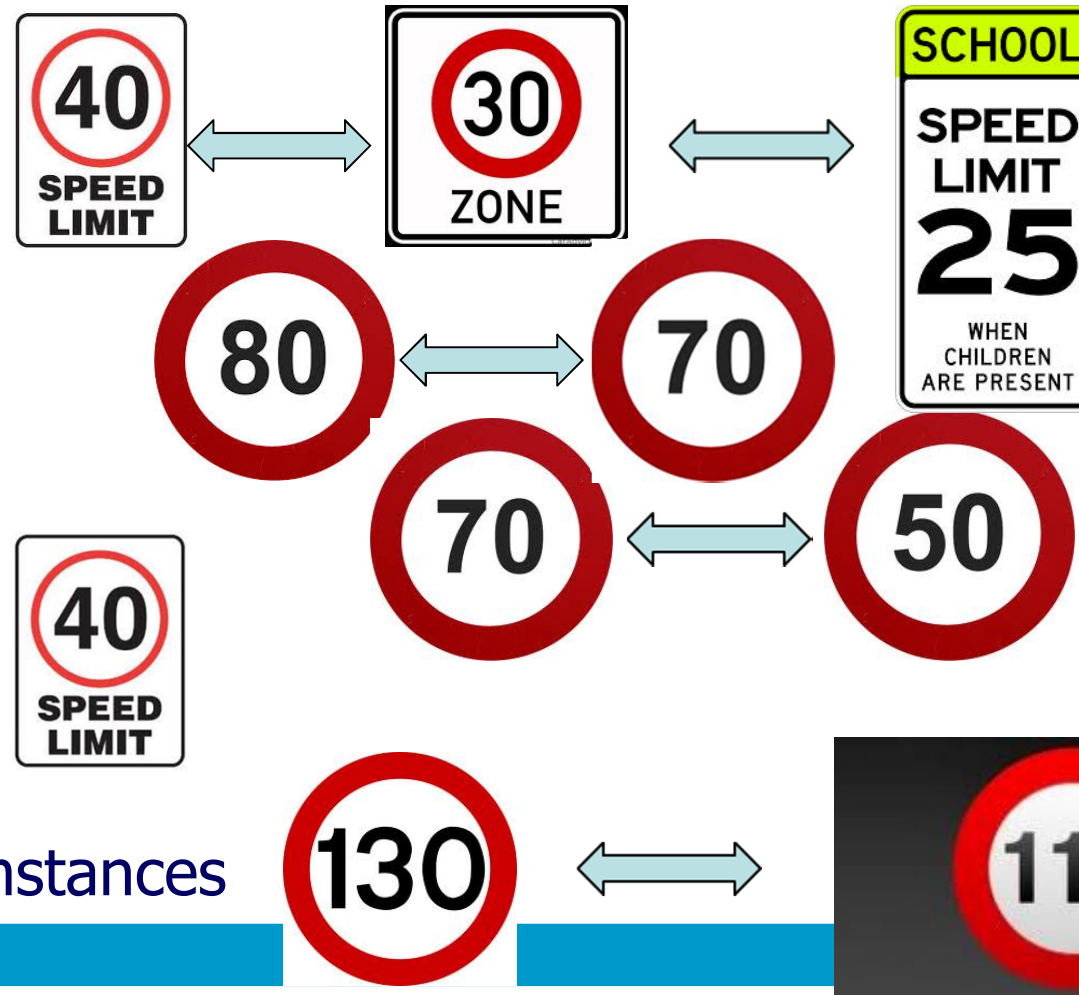 40
SPEED
LIMIT
30
ZONE
SCHOOL
SPEED
LIMIT
25
WHEN
CHILDREN
ARE PRESENT
80
70
70
50
40
SPEED
LIMIT
130